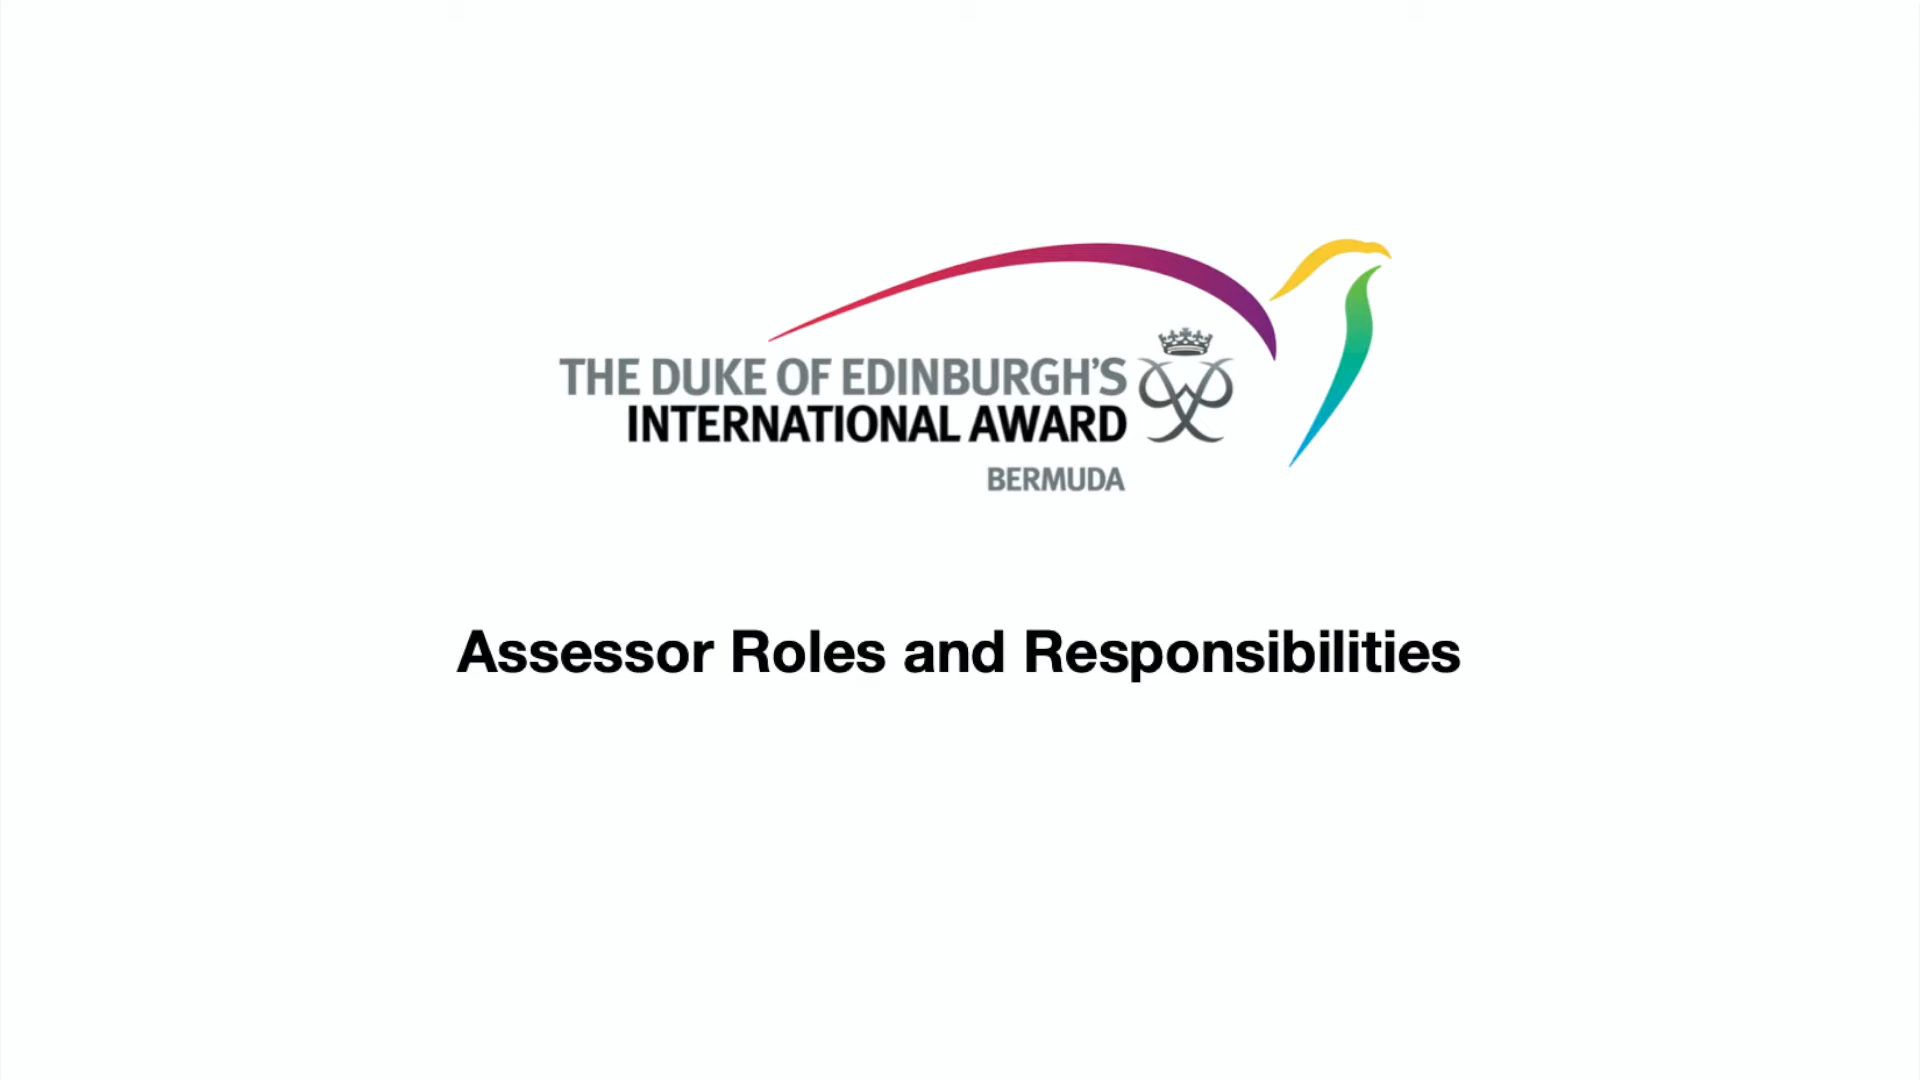 THE DUKE OF EDINBURGH'S
INTERNATIONAL AWARD
BERMUDA
Assessor Roles and Responsibilities